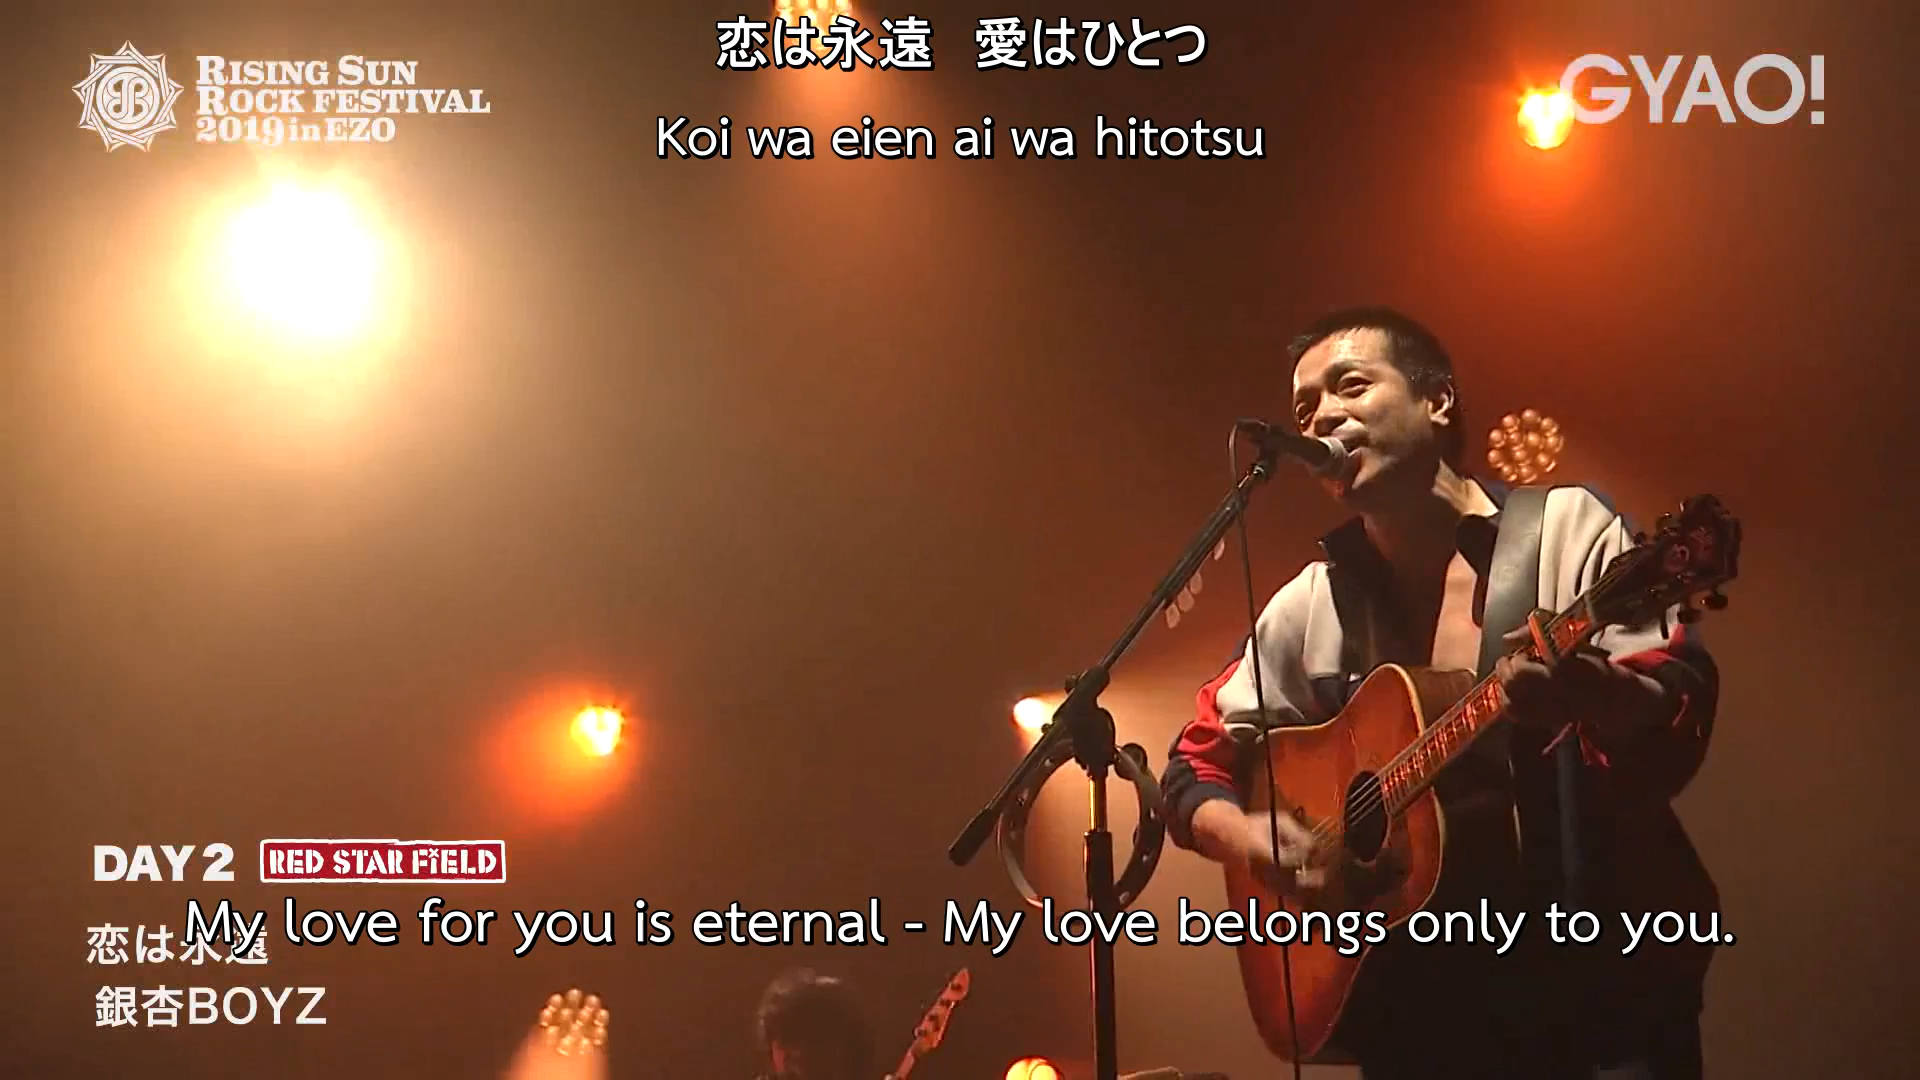 恋は永遠　愛はひとつ
Koi wa eien ai wa hitotsu
RISING SUN
ROCK FESTIVAL
2019 in EZO
GYAO!
DAY 2 RED STAR FIELD
My love for you is eternal - My love belongs only to you.
恋は永遠
銀杏BOYZ